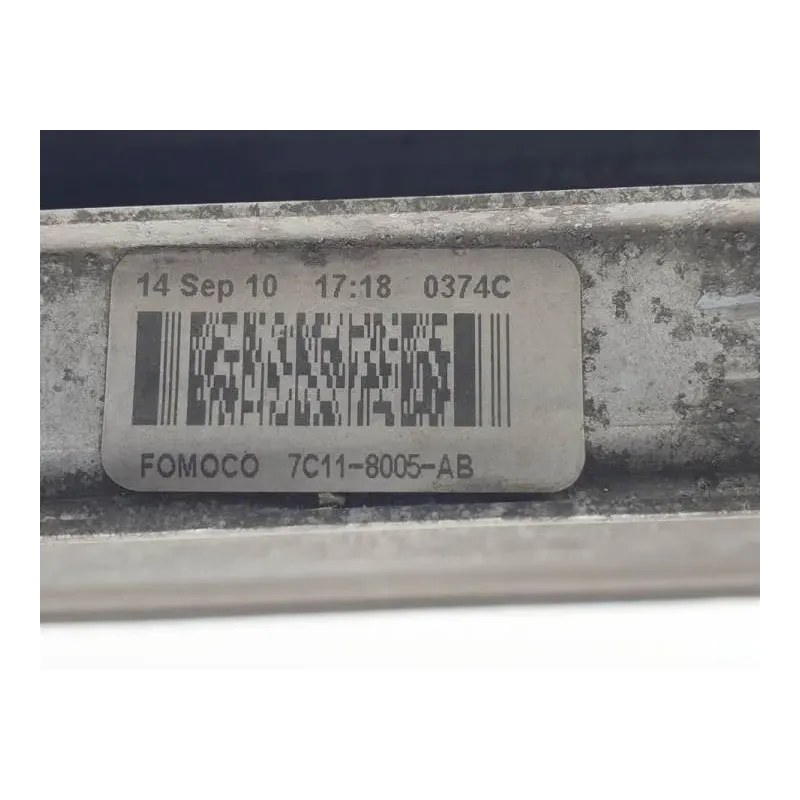 14 Sep 10 17:18 0374C
FOMOCO 7C11-8005-AB